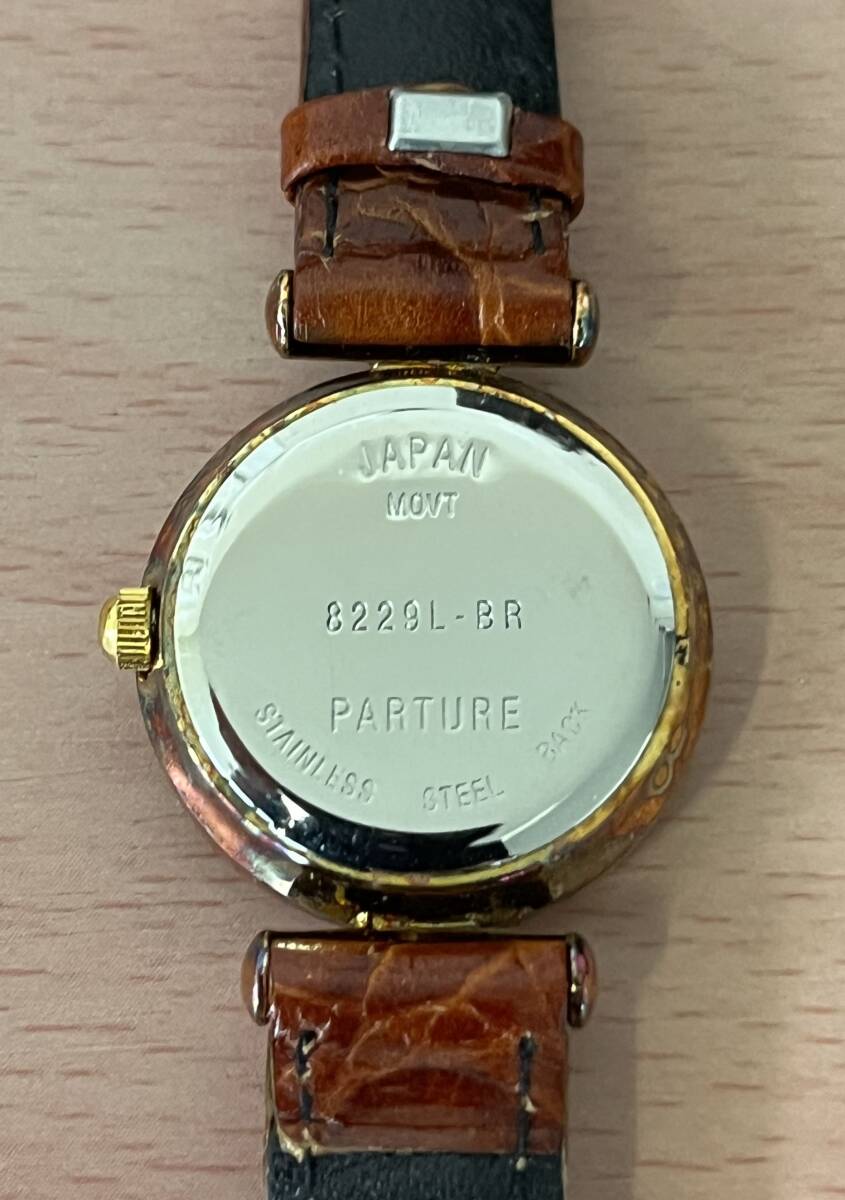 JAPAN
MOVT
8229L-BR
PARTURE
STAINLESS STEEL BACK